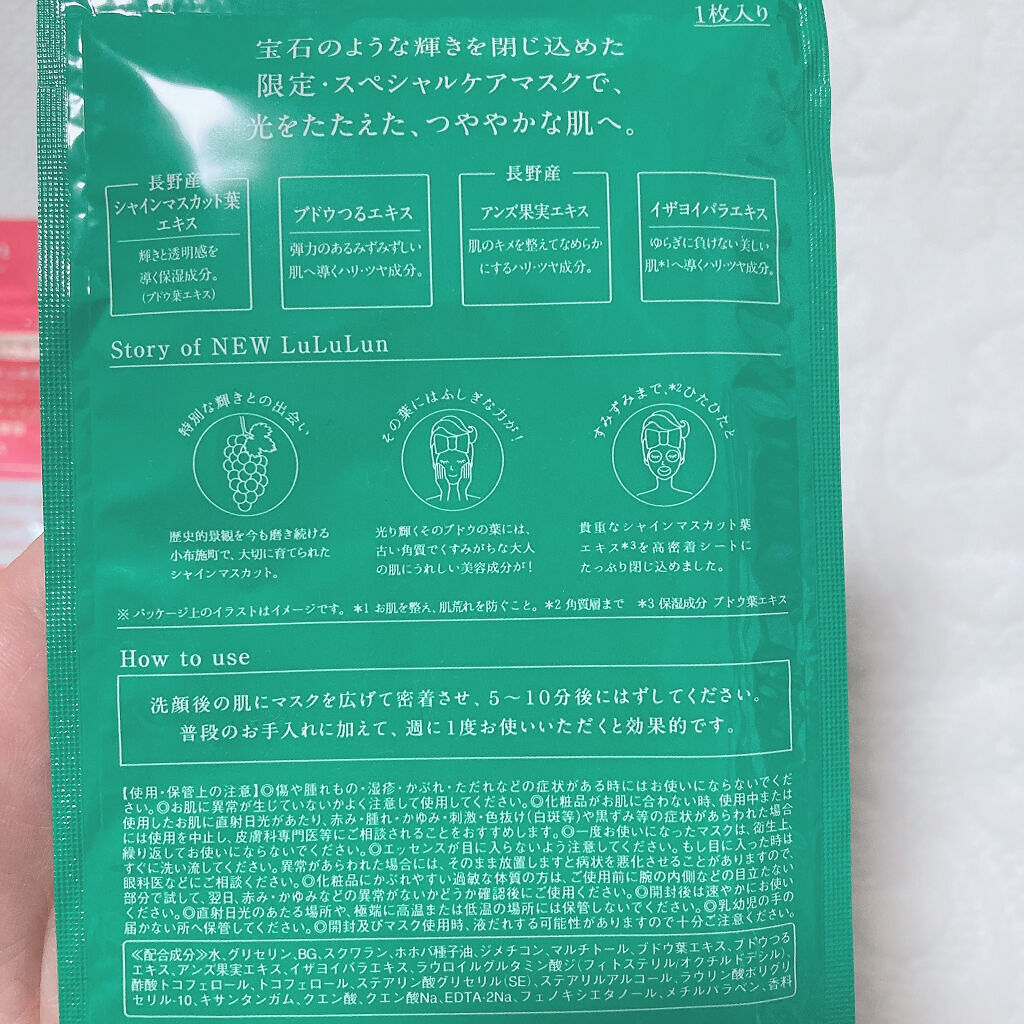 1枚入り
宝石のような輝きを閉じ込めた
限定・スペシャルケアマスクで、
光をたたえた、つややかな肌へ。
長野産
シャインマスカット葉
エキス
輝きと透明感を
導く保湿成分。
(ブドウ葉エキス)
ブドウつるエキス
弾力のあるみずみずしい
肌へ導くハリ・ツヤ成分。
長野産
アンズ果実エキス
肌のキメを整えてなめらか
にするハリ・ツヤ成分。
イザヨイバラエキス
ゆらぎに負けない美しい
肌*1へ導くハリ・ツヤ成分。
Story of NEW LuLuLun
特別な輝きとの出会い
歴史的景観を今も磨き続ける
小布施町で、大切に育てられた
シャインマスカット。
その葉にはふしぎな力が!
光り輝くそのブドウの葉には、
古い角質でくすみがちな大人
の肌にうれしい美容成分が!
すみずみまで、*2ひたひたと
貴重なシャインマスカット葉
エキス*3を高密着シートに
たっぷり閉じ込めました。
※ パッケージ上のイラストはイメージです。 *1 お肌を整え、肌荒れを防ぐこと。 *2 角質層まで *3 保湿成分 ブドウ葉エキス
How to use
洗顔後の肌にマスクを広げて密着させ、5〜10分後にはずしてください。
普段のお手入れに加えて、週に1度お使いいただくと効果的です。
【使用・保管上の注意】◎傷や腫れもの・湿疹・かぶれ・ただれなどの症状がある時にはお使いにならないでくだ
さい。◎お肌に異常が生じていないかよく注意して使用してください。◎化粧品がお肌に合わない時、使用中または
使用したお肌に直射日光があたり、赤み・腫れ・かゆみ・刺激・色抜け(白斑等)や黒ずみ等の症状があらわれた場合
には使用を中止し、皮膚科専門医等にご相談されることをおすすめします。◎一度お使いになったマスクは、衛生上、
繰り返してお使いにならないでください。◎エッセンスが目に入らないよう注意してください。もし目に入った時は
すぐに洗い流してください。異常があらわれた場合には、そのまま放置しますと病状を悪化させることがありますので、
眼科医などにご相談ください。◎化粧品にかぶれやすい過敏な体質の方は、ご使用前に腕の内側などの目立たない
部分で試して、翌日、赤み・かゆみなどの異常がないかどうか確認後にご使用ください。◎開封後は速やかにお使い
ください。◎直射日光のあたる場所や、極端に高温または低温の場所には保管しないでください。◎乳幼児の手の
届かない所へ保管してください。◎開封及びマスク使用時、液だれする可能性がありますので十分ご注意ください。
≪配合成分≫水、グリセリン、BG、スクワラン、ホホバ種子油、ジメチコン、マルチトール、ブドウ葉エキス、ブドウつる
エキス、アンズ果実エキス、イザヨイバラエキス、ラウロイルグルタミン酸ジ(フィトステリル/オクチルドデシル)、
酢酸トコフェロール、トコフェロール、ステアリン酸グリセリル(SE)、ステアリルアルコール、ラウリン酸ポリグリ
セリル-10、キサンタンガム、クエン酸、クエン酸Na、EDTA-2Na、フェノキシエタノール、メチルパラベン、香料